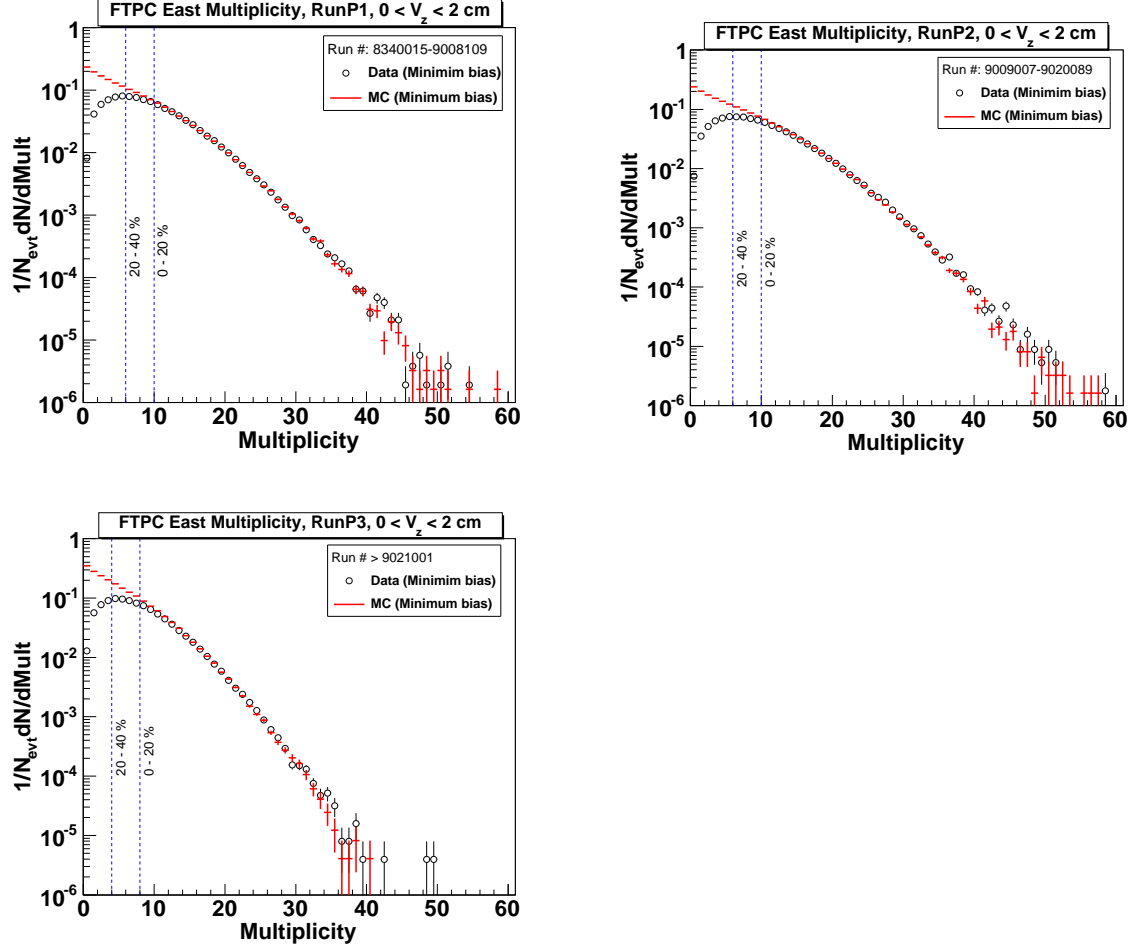 FTPC East Multiplicity, RunP1, 0 < V_z < 2 cm
1/N_evt dN/dMult
1
10^-1
10^-2
10^-3
10^-4
10^-5
10^-6
Run #: 8340015-9008109
Data (Minimim bias)
MC (Minimum bias)
20 - 40 %
0 - 20 %
0 10 20 30 40 50 60
Multiplicity
FTPC East Multiplicity, RunP2, 0 < V_z < 2 cm
1/N_evt dN/dMult
1
10^-1
10^-2
10^-3
10^-4
10^-5
10^-6
Run #: 9009007-9020089
Data (Minimim bias)
MC (Minimum bias)
20 - 40 %
0 - 20 %
0 10 20 30 40 50 60
Multiplicity
FTPC East Multiplicity, RunP3, 0 < V_z < 2 cm
1/N_evt dN/dMult
1
10^-1
10^-2
10^-3
10^-4
10^-5
10^-6
Run # > 9021001
Data (Minimim bias)
MC (Minimum bias)
20 - 40 %
0 - 20 %
0 10 20 30 40 50 60
Multiplicity